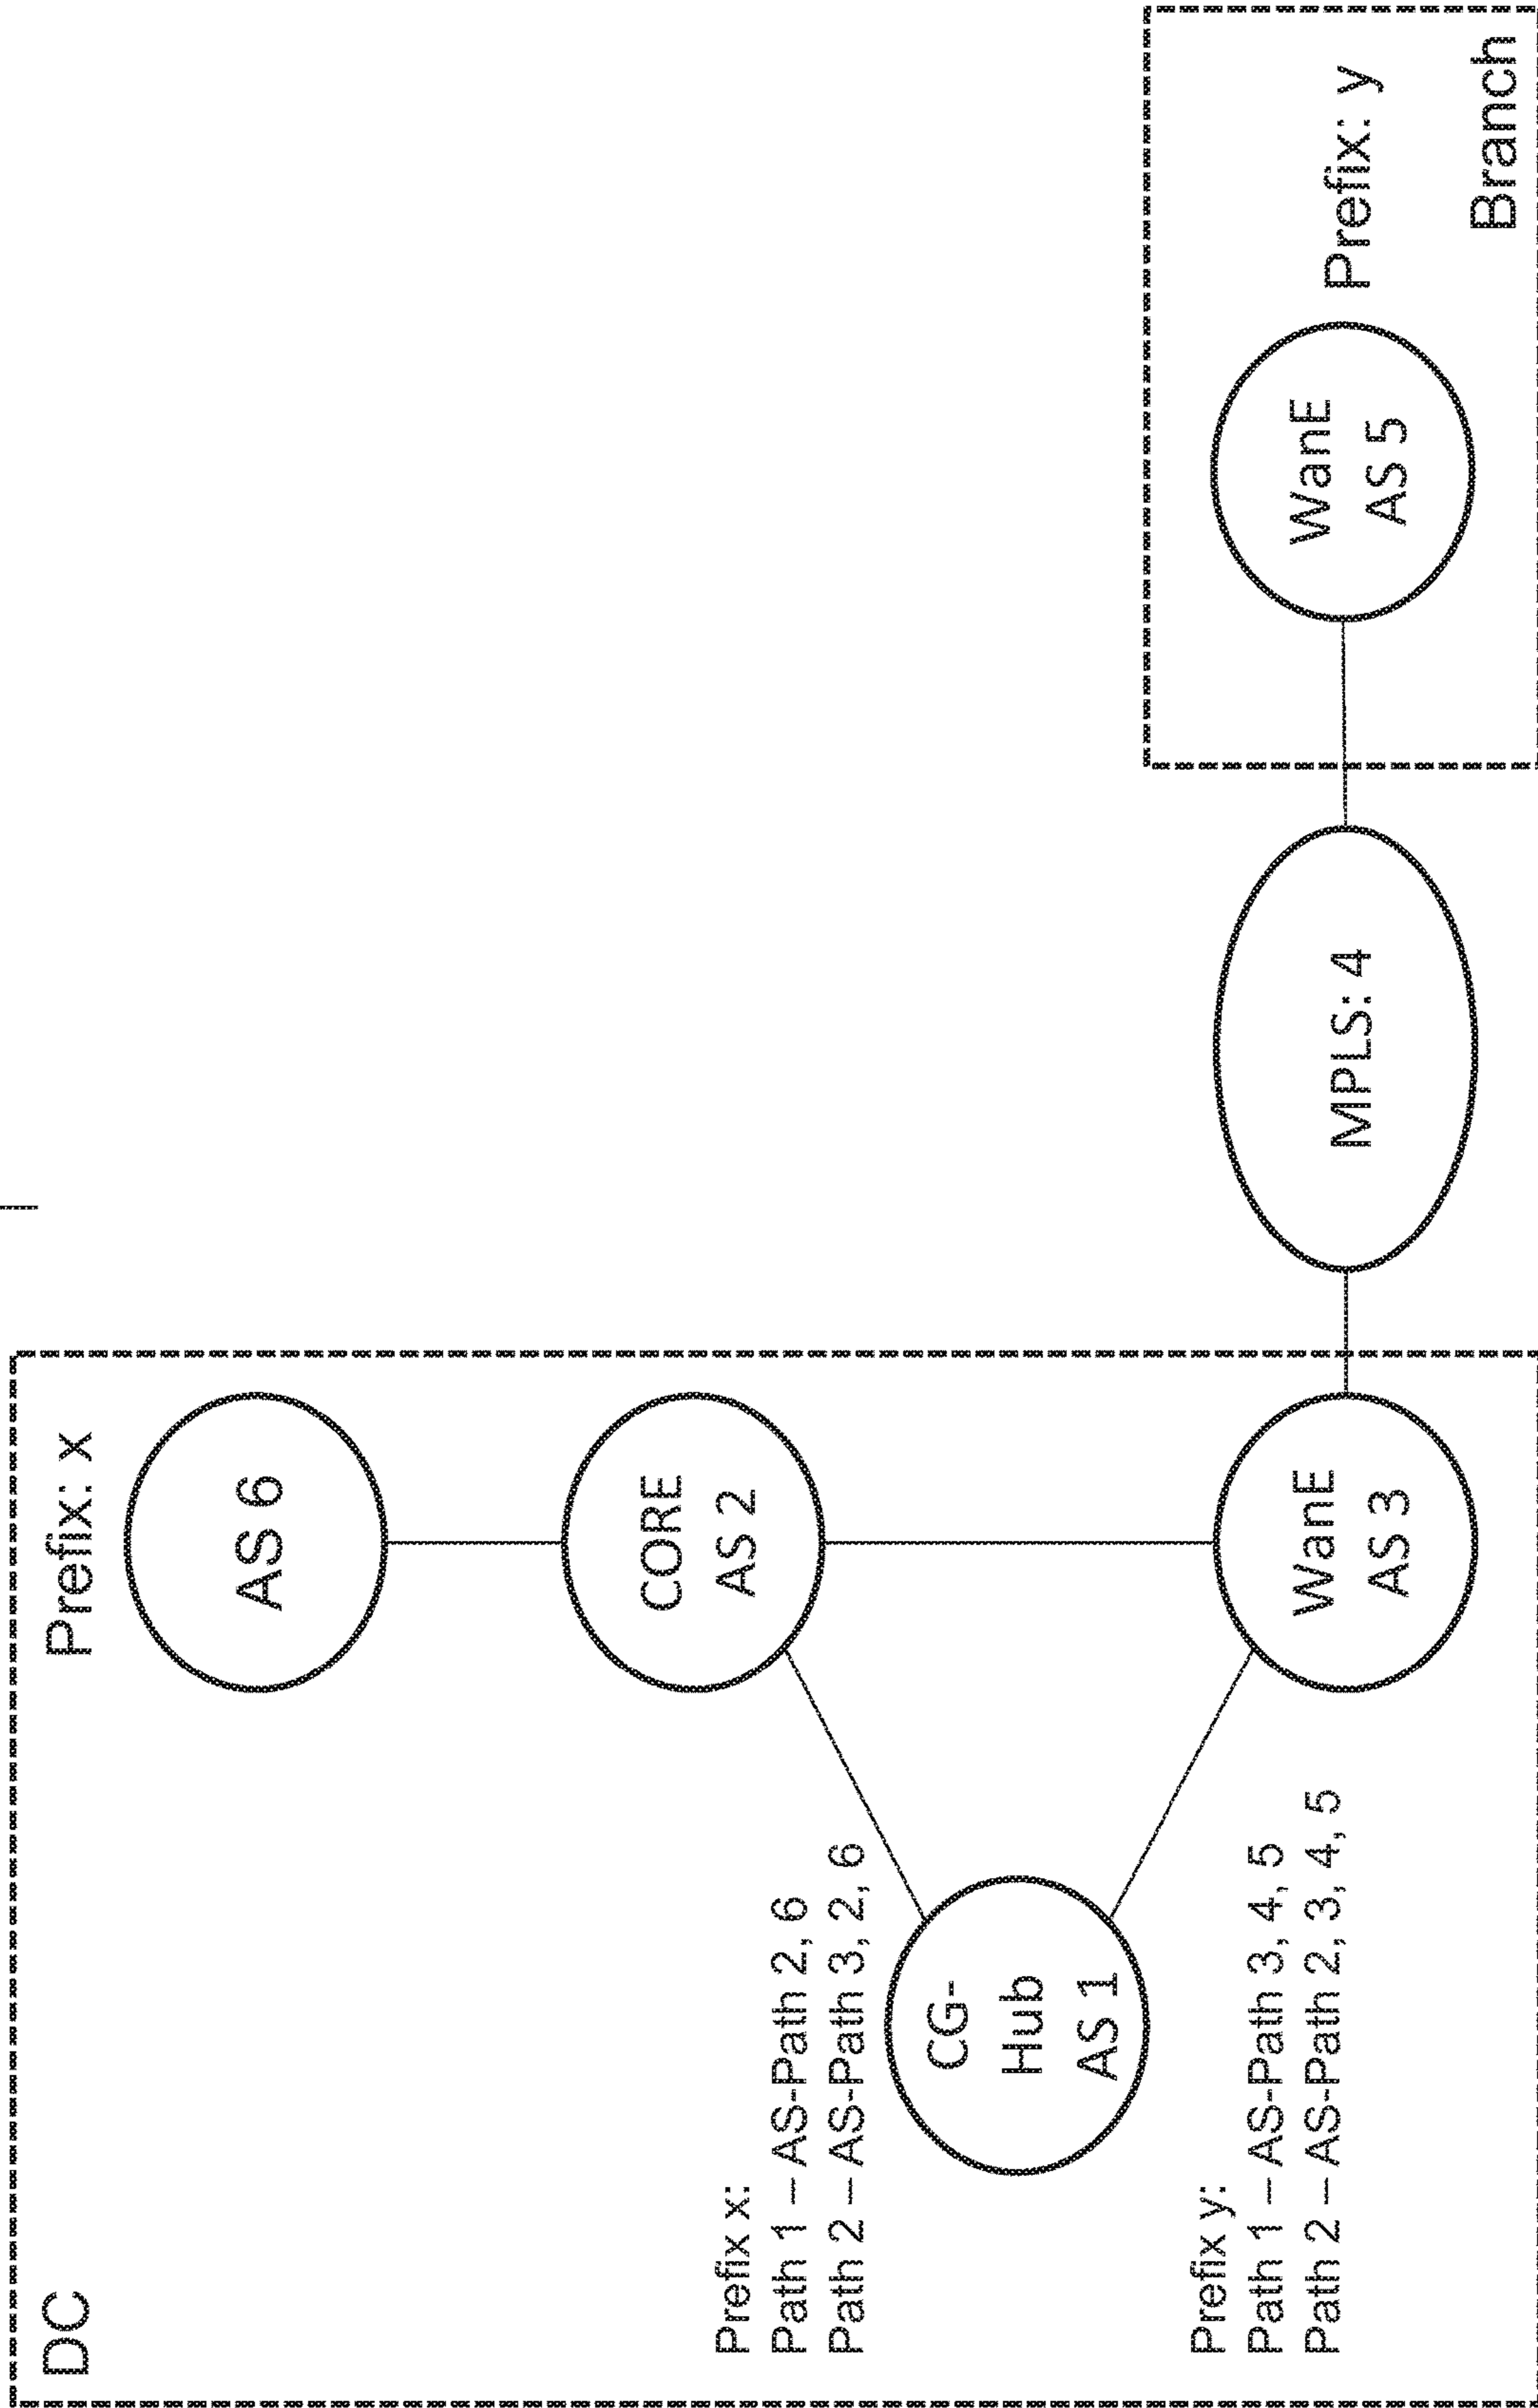 DC
Prefix: x
AS 6
CORE
AS 2
Prefix x:
Path 1 – AS-Path 2, 6
Path 2 – AS-Path 3, 2, 6
CG-
Hub
AS 1
Prefix y:
Path 1 – AS-Path 3, 4, 5
Path 2 – AS-Path 2, 3, 4, 5
WanE
AS 3
MPLS: 4
WanE
AS 5
Prefix: y
Branch